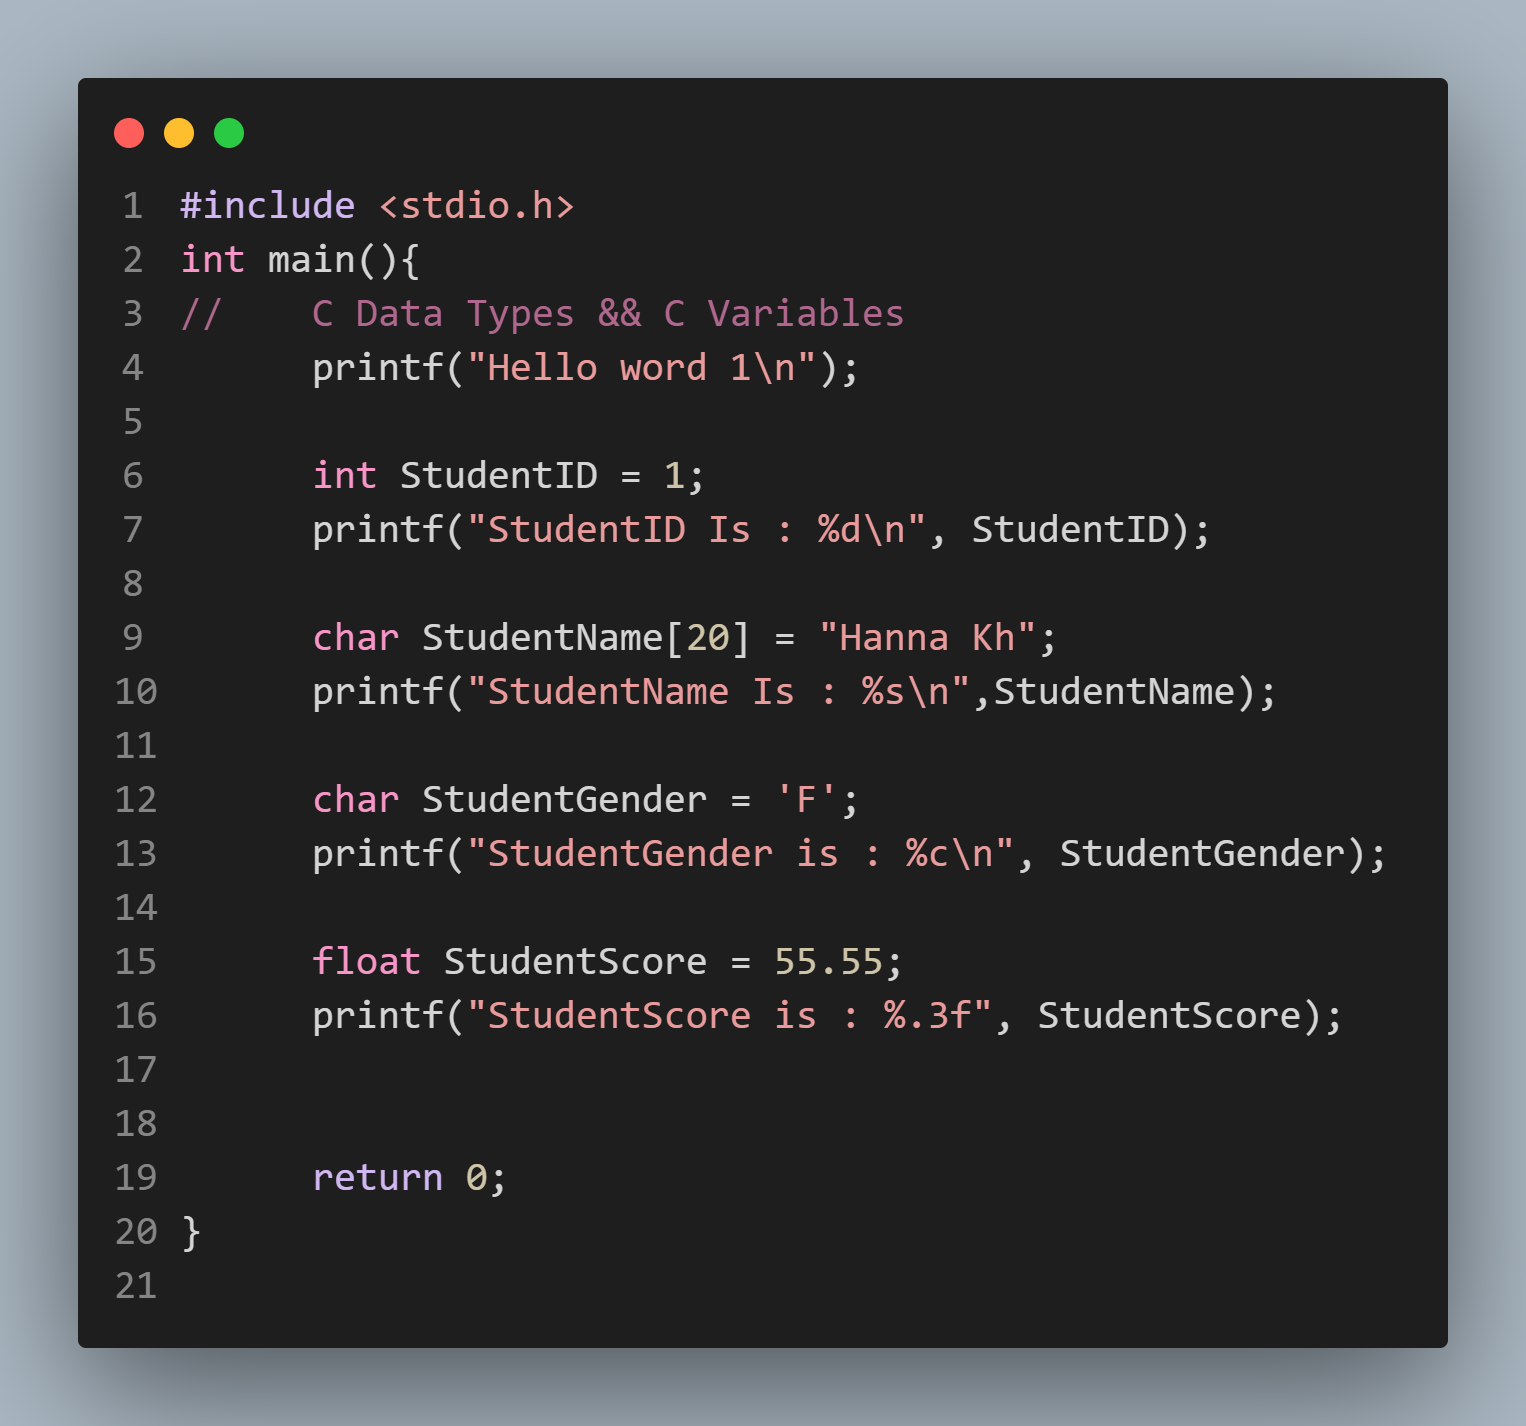 1 #include <stdio.h>
2 int main(){
3 //    C Data Types && C Variables
4       printf("Hello word 1\n");
5
6       int StudentID = 1;
7       printf("StudentID Is : %d\n", StudentID);
8
9       char StudentName[20] = "Hanna Kh";
10       printf("StudentName Is : %s\n",StudentName);
11
12       char StudentGender = 'F';
13       printf("StudentGender is : %c\n", StudentGender);
14
15       float StudentScore = 55.55;
16       printf("StudentScore is : %.3f", StudentScore);
17
18
19       return 0;
20 }
21